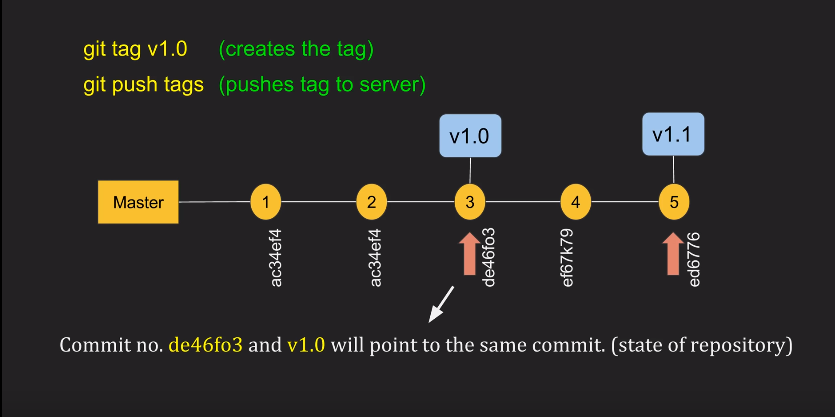 git tag v1.0 (creates the tag)
git push tags (pushes tag to server)
v1.0 v1.1
Master 1 2 3 4 5
ac34ef4 ac34ef4 de46fo3 ef67k79 ed6776
Commit no. de46fo3 and v1.0 will point to the same commit. (state of repository)